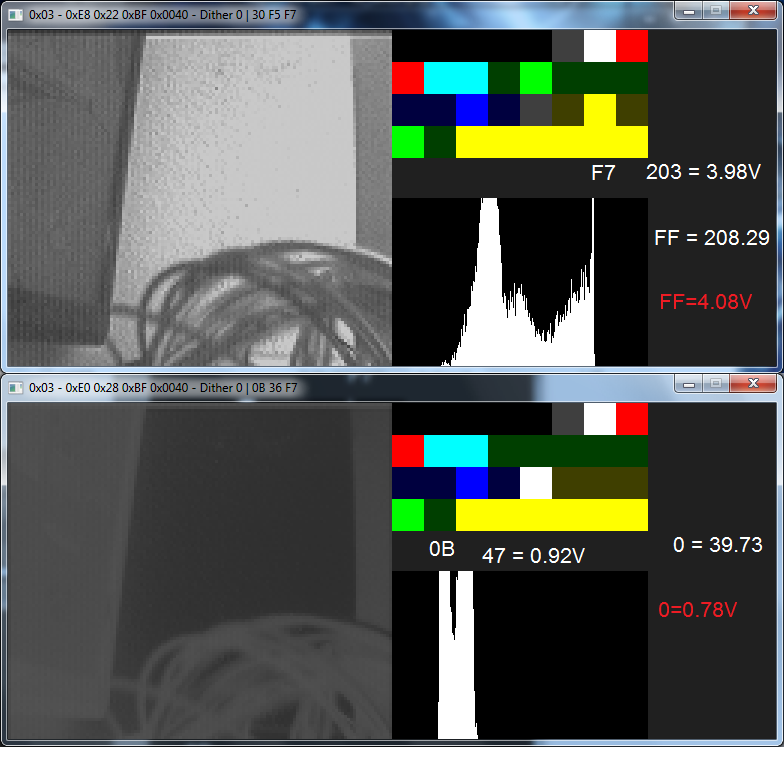 0x03 - 0xE8 0x22 0xBF 0x0040 - Dither 0 | 30 F5 F7
F7 203 = 3.98V
FF = 208.29
FF=4.08V
0x03 - 0xE0 0x28 0xBF 0x0040 - Dither 0 | 0B 36 F7
0B 47 = 0.92V 0 = 39.73
0=0.78V